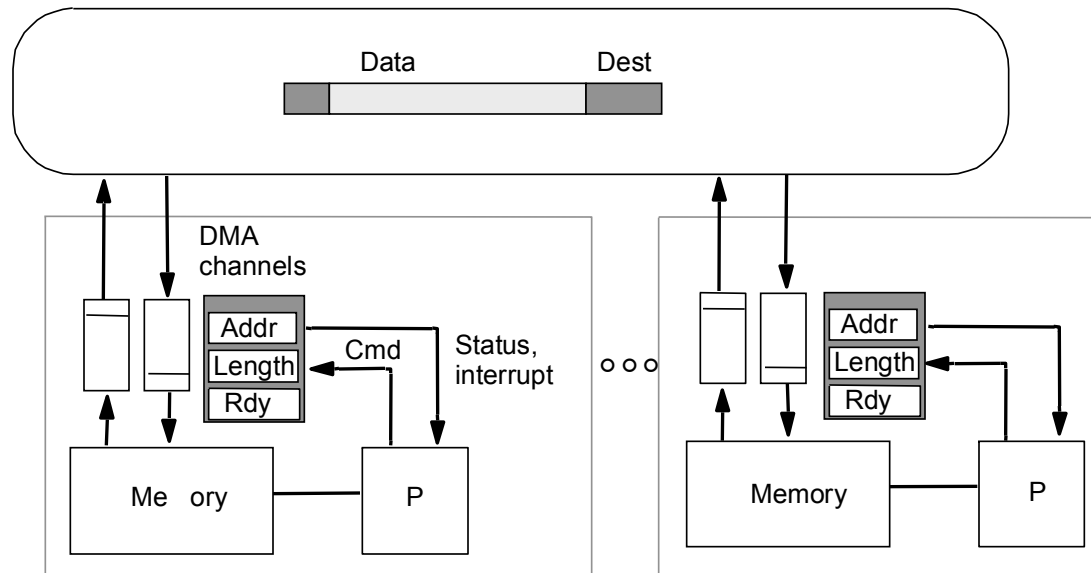 Data Dest
DMA
channels
Addr
Length
Rdy
Cmd
Status,
interrupt
Me ory
P
Addr
Length
Rdy
Memory
P